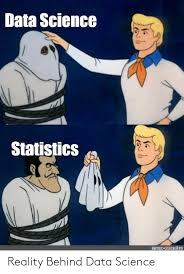 Data Science
Statistics
Reality Behind Data Science